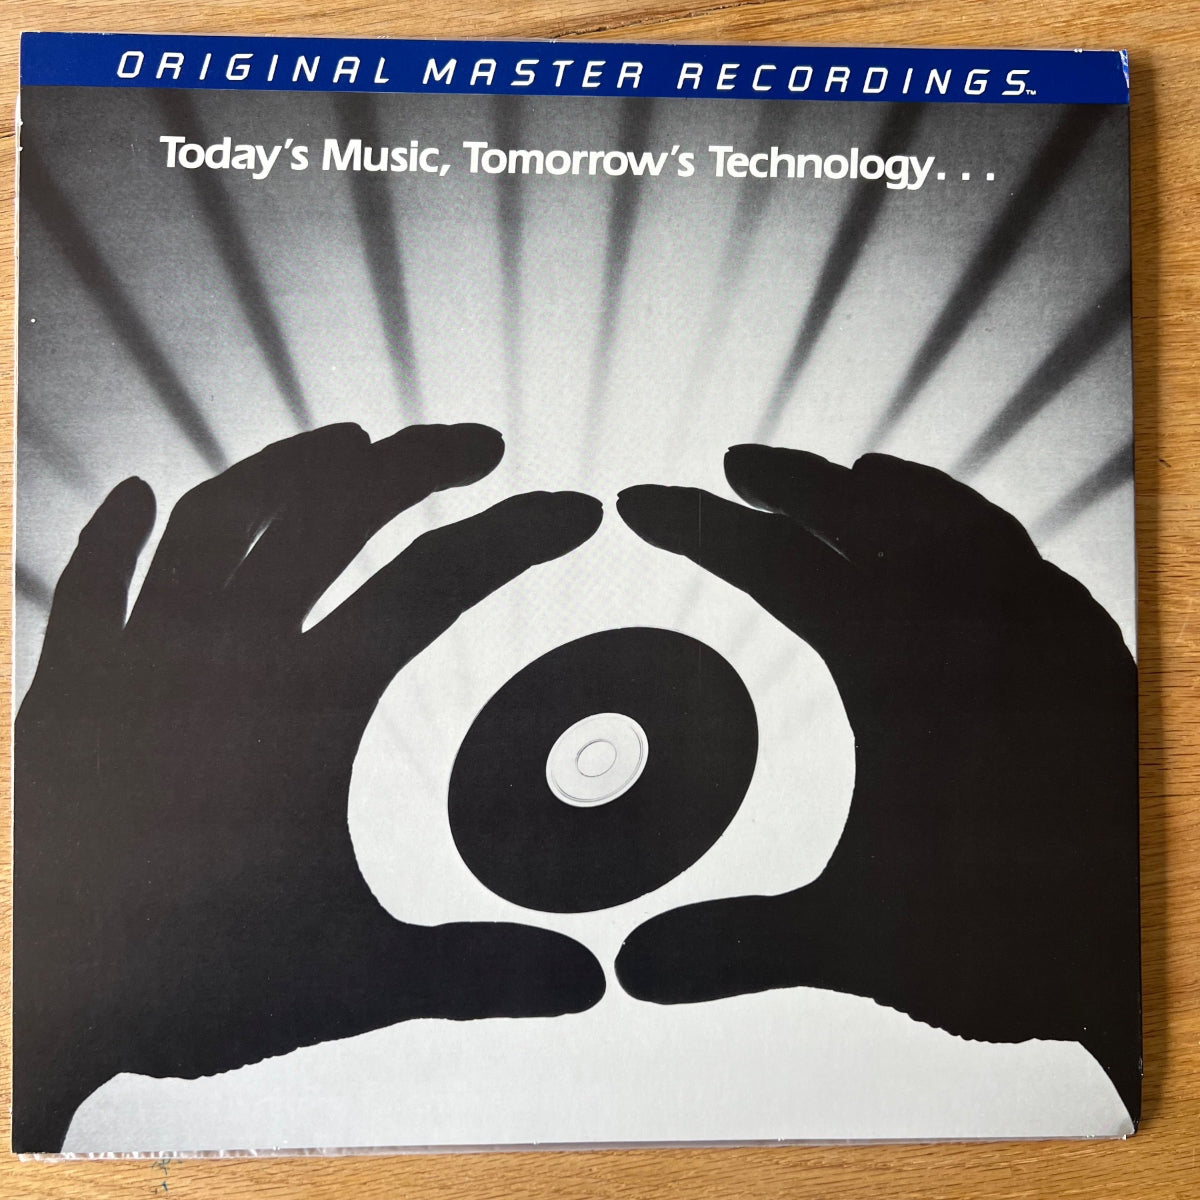 ORIGINAL MASTER RECORDINGS™
Today's Music, Tomorrow's Technology...